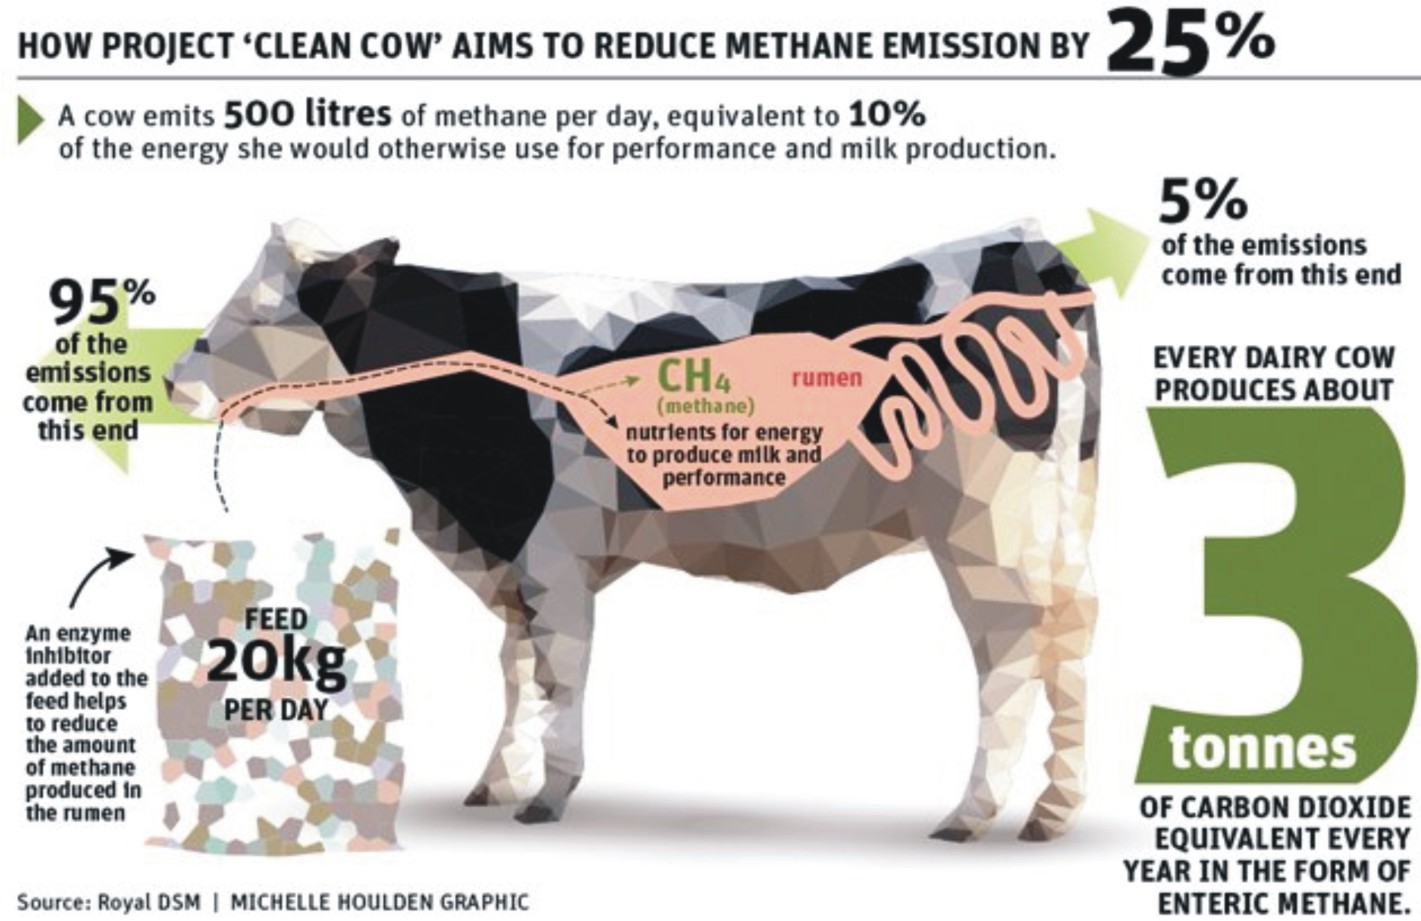 HOW PROJECT ‘CLEAN COW’ AIMS TO REDUCE METHANE EMISSION BY 25%
A cow emits 500 litres of methane per day, equivalent to 10%
of the energy she would otherwise use for performance and milk production.
95%
of the
emissions
come from
this end
5%
of the emissions
come from this end
CH₄
(methane)
rumen
nutrients for energy
to produce milk and
performance
An enzyme
inhibitor
added to the
feed helps
to reduce
the amount
of methane
produced in
the rumen
FEED
20kg
PER DAY
EVERY DAIRY COW
PRODUCES ABOUT
3
tonnes
OF CARBON DIOXIDE
EQUIVALENT EVERY
YEAR IN THE FORM OF
ENTERIC METHANE.
Source: Royal DSM | MICHELLE HOULDEN GRAPHIC